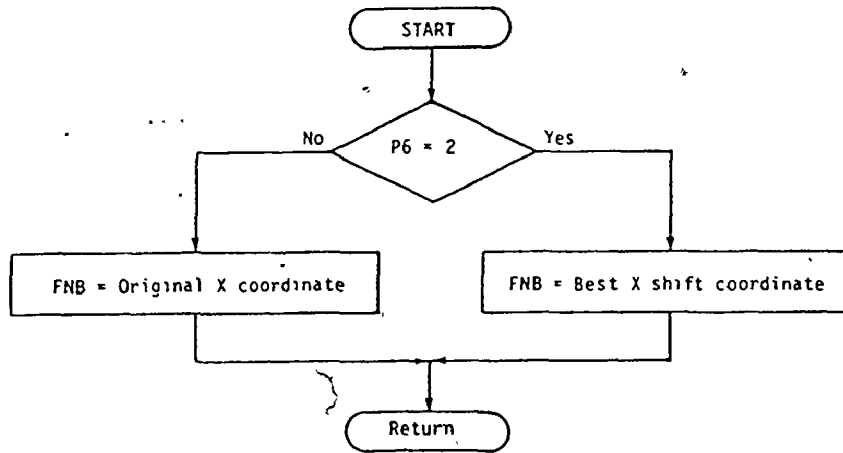 START
No
P6 = 2
Yes
FNB = Original X coordinate
FNB = Best X shift coordinate
Return